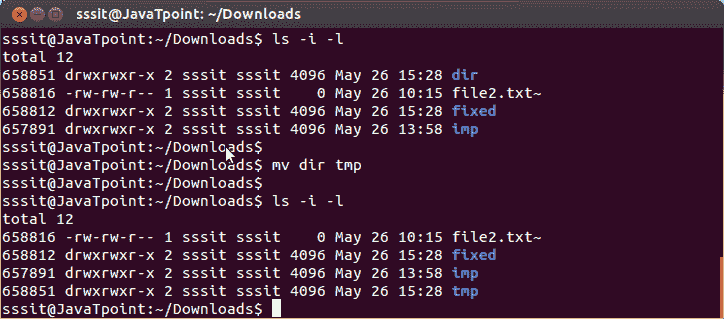 sssit@JavaTpoint: ~/Downloads
sssit@JavaTpoint:~/Downloads$ ls -i -l
total 12
658851 drwxrwxr-x 2 sssit sssit 4096 May 26 15:28 dir
658816 -rw-rw-r-- 1 sssit sssit    0 May 26 10:15 file2.txt~
658812 drwxrwxr-x 2 sssit sssit 4096 May 26 15:28 fixed
657891 drwxrwxr-x 2 sssit sssit 4096 May 26 13:58 imp
sssit@JavaTpoint:~/Downloads$
sssit@JavaTpoint:~/Downloads$ mv dir tmp
sssit@JavaTpoint:~/Downloads$
sssit@JavaTpoint:~/Downloads$ ls -i -l
total 12
658816 -rw-rw-r-- 1 sssit sssit    0 May 26 10:15 file2.txt~
658812 drwxrwxr-x 2 sssit sssit 4096 May 26 15:28 fixed
657891 drwxrwxr-x 2 sssit sssit 4096 May 26 13:58 imp
658851 drwxrwxr-x 2 sssit sssit 4096 May 26 15:28 tmp
sssit@JavaTpoint:~/Downloads$